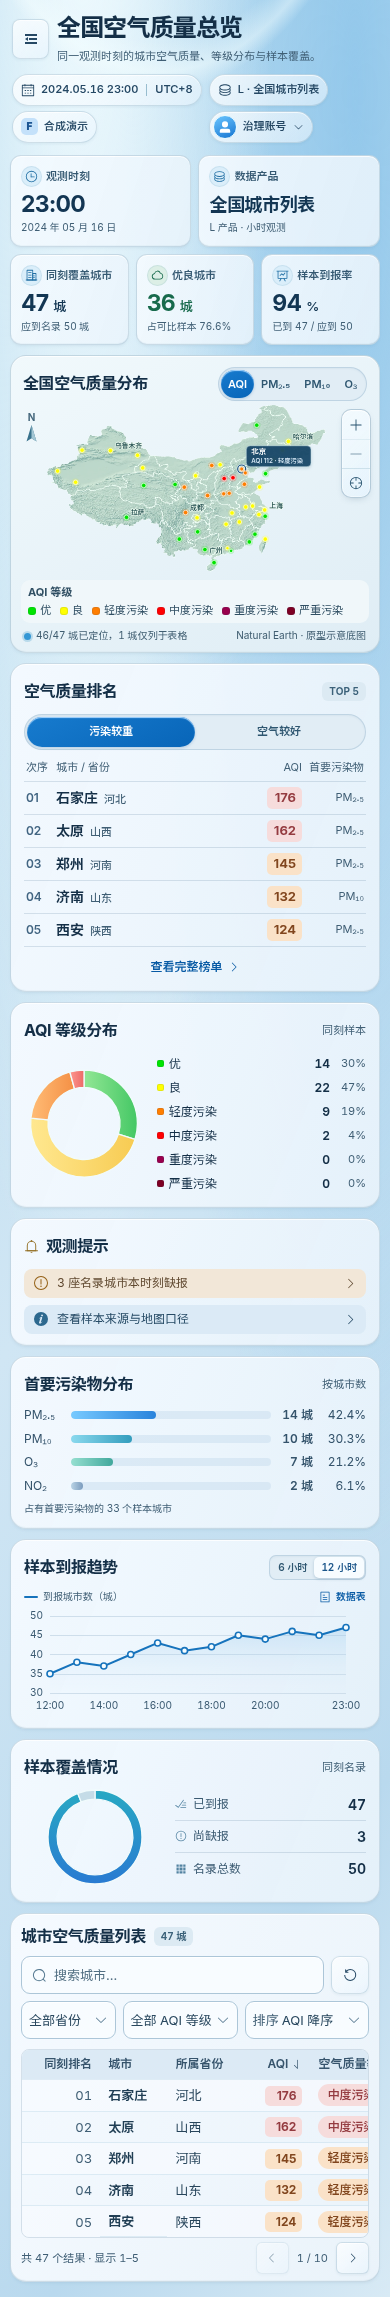 全国空气质量总览
同一观测时刻的城市空气质量、等级分布与样本覆盖。
2024.05.16 23:00 | UTC+8
L · 全国城市列表
F 合成演示
治理账号
观测时刻
23:00
2024 年 05 月 16 日
数据产品
全国城市列表
L 产品 · 小时观测
同刻覆盖城市
47 城
应到名录 50 城
优良城市
36 城
占可比样本 76.6%
样本到报率
94 %
已到 47 / 应到 50
全国空气质量分布
AQI PM₂.₅ PM₁₀ O₃
N
哈尔滨
乌鲁木齐
北京
AQI 112 · 轻度污染
拉萨
成都
上海
广州
AQI 等级
优 良 轻度污染 中度污染 重度污染 严重污染
46/47 城已定位，1 城仅列于表格
Natural Earth · 原型示意底图
空气质量排名
TOP 5
污染较重 空气较好
次序 城市 / 省份 AQI 首要污染物
01 石家庄 河北 176 PM₂.₅
02 太原 山西 162 PM₂.₅
03 郑州 河南 145 PM₂.₅
04 济南 山东 132 PM₁₀
05 西安 陕西 124 PM₂.₅
查看完整榜单
AQI 等级分布
同刻样本
优 14 30%
良 22 47%
轻度污染 9 19%
中度污染 2 4%
重度污染 0 0%
严重污染 0 0%
观测提示
3 座名录城市本时刻缺报
查看样本来源与地图口径
首要污染物分布
按城市数
PM₂.₅ 14 城 42.4%
PM₁₀ 10 城 30.3%
O₃ 7 城 21.2%
NO₂ 2 城 6.1%
占有首要污染物的 33 个样本城市
样本到报趋势
6 小时 12 小时
到报城市数（城）
数据表
50
45
40
35
30
12:00 14:00 16:00 18:00 20:00 23:00
样本覆盖情况
同刻名录
已到报 47
尚缺报 3
名录总数 50
城市空气质量列表
47 城
搜索城市...
全部省份
全部 AQI 等级
排序 AQI 降序
同刻排名 城市 所属省份 AQI ↓ 空气质量
01 石家庄 河北 176 中度污
02 太原 山西 162 中度污
03 郑州 河南 145 轻度污
04 济南 山东 132 轻度污
05 西安 陕西 124 轻度污
共 47 个结果 · 显示 1–5
1 / 10